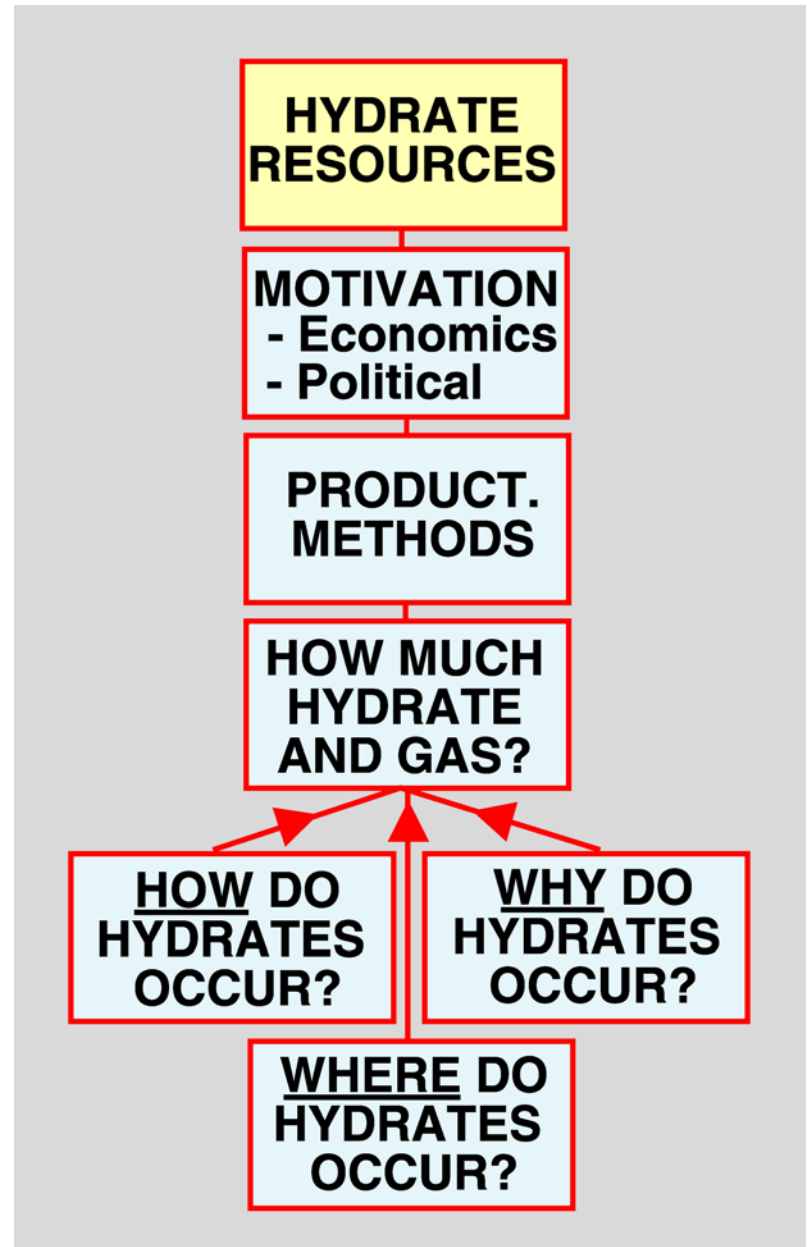 HYDRATE
RESOURCES
MOTIVATION
- Economics
- Political
PRODUCT.
METHODS
HOW MUCH
HYDRATE
AND GAS?
HOW DO
HYDRATES
OCCUR?
WHY DO
HYDRATES
OCCUR?
WHERE DO
HYDRATES
OCCUR?